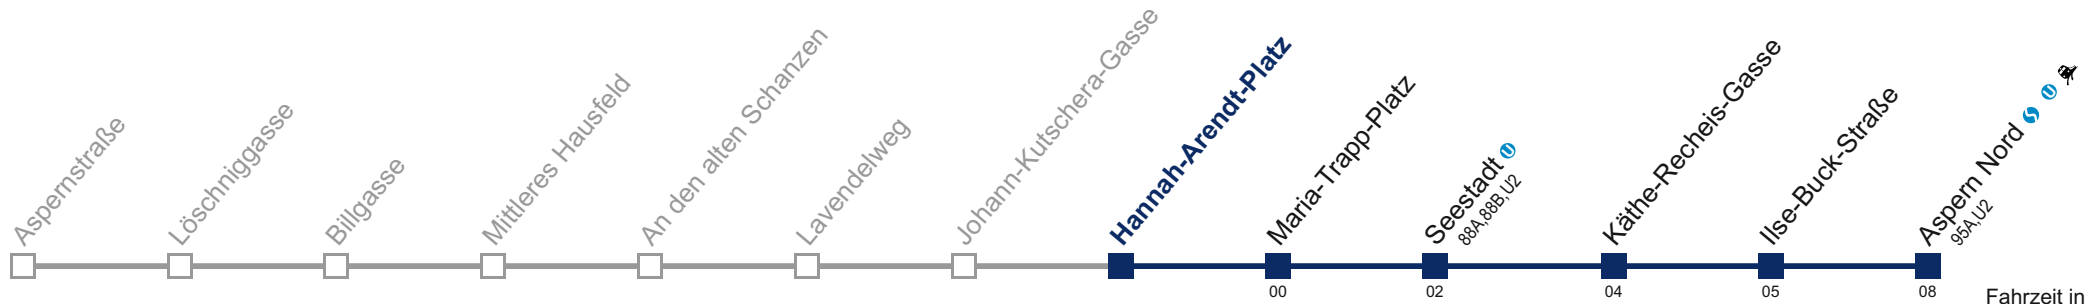 Aspernstraße
Löschniggasse
Billgasse
Mittleres Hausfeld
An den alten Schanzen
Lavendelweg
Johann-Kutschera-Gasse
Hannah-Arendt-Platz
Maria-Trapp-Platz
Seestadt U
88A,88B,U2
Käthe-Recheis-Gasse
Ilse-Buck-Straße
Aspern Nord S U
95A,U2
00 02 04 05 08 Fahrzeit in